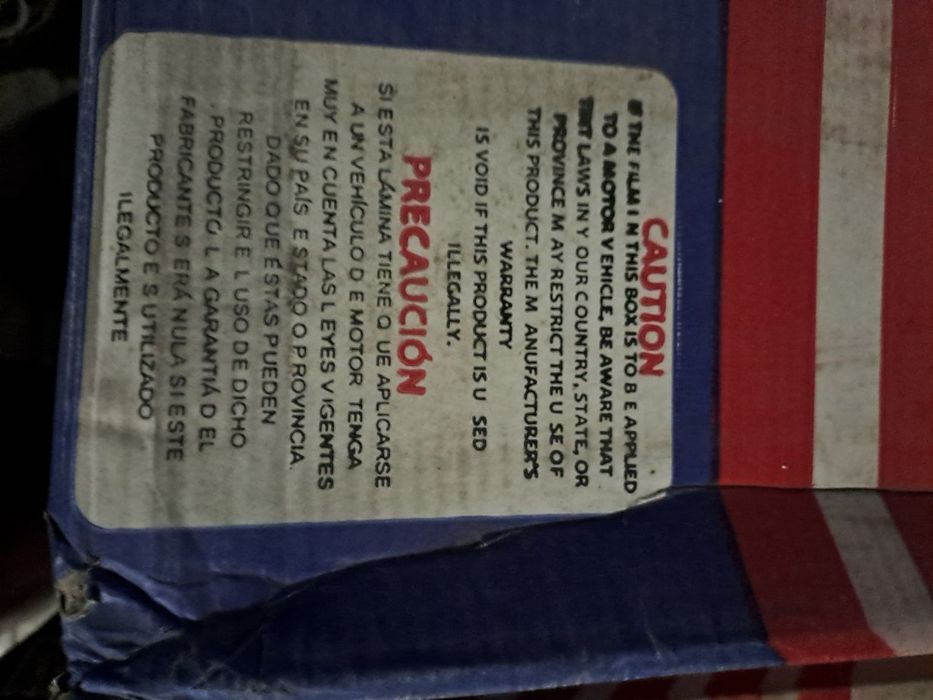 CAUTION
THE FILM I N THIS BOX IS TO B E APPLIED
TO A MOTOR V EHICLE, BE AWARE THAT
TINT LAWS IN Y OUR COUNTRY, STATE, OR
PROVINCE M AY RESTRICT THE U SE OF
THIS PRODUCT. THE M ANUFACTURER'S
WARRANTY
IS VOID IF THIS PRODUCT IS U SED
ILLEGALLY.
PRECAUCIÓN
SI ESTA LÁMINA TIENE Q UE APLICARSE
A UN VEHÍCULO D E MOTOR TENGA
MUY EN CUENTA LAS L EYES V IGENTES
EN SU PAÍS E STADO O P ROVINCIA.
DADO QUE ÉSTAS PUEDEN
RESTRINGIR E L USO DE DICHO
PRODUCTO. L A GARANTIÁ D EL
FABRICANTE S ERÁ NULA SI ESTE
PRODUCTO E S UTILIZADO
ILEGALMENTE